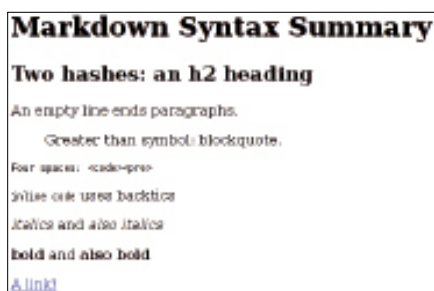 Markdown Syntax Summary
Two hashes: an h2 heading
An empty line ends paragraphs.
Greater than symbol: blockquote.
Four spaces: <code><pre>
inline code uses backtics
Italics and also italics
bold and also bold
A link!